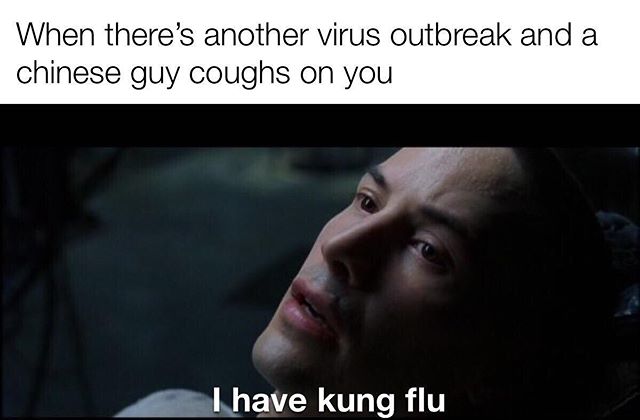 When there’s another virus outbreak and a
chinese guy coughs on you
I have kung flu